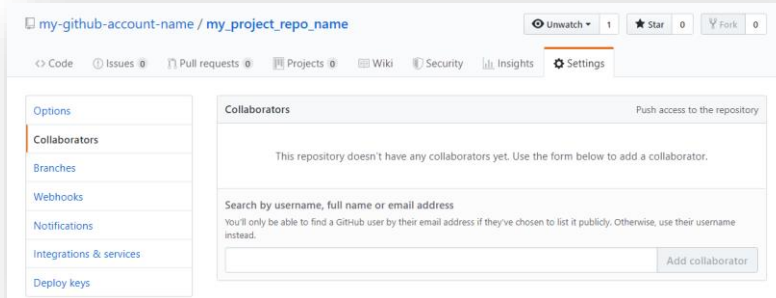 my-github-account-name / my_project_repo_name
Unwatch 1 Star 0 Fork 0
Code Issues 0 Pull requests 0 Projects 0 Wiki Security Insights Settings
Options
Collaborators
Branches
Webhooks
Notifications
Integrations & services
Deploy keys
Collaborators Push access to the repository
This repository doesn't have any collaborators yet. Use the form below to add a collaborator.
Search by username, full name or email address
You'll only be able to find a GitHub user by their email address if they've chosen to list it publicly. Otherwise, use their username
instead.
Add collaborator